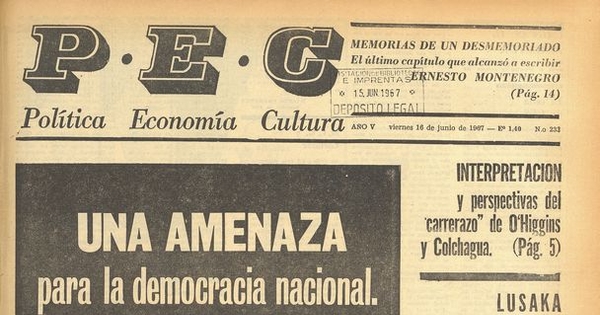 P·E·C
Política Economía Cultura
MEMORIAS DE UN DESMEMORIADO
El último capítulo que alcanzó a escribir
ERNESTO MONTENEGRO
(Pág. 14)
E IMPRENTAS
15.JUN 1967
DEPOSITO LEGAL
AÑO V viernes 16 de junio de 1967 — Eº 1,40 N.o 233
UNA AMENAZA
para la democracia nacional.
INTERPRETACION
y perspectivas del
"carrerazo" de O'Higgins
y Colchagua. (Pág. 5)
LUSAKA